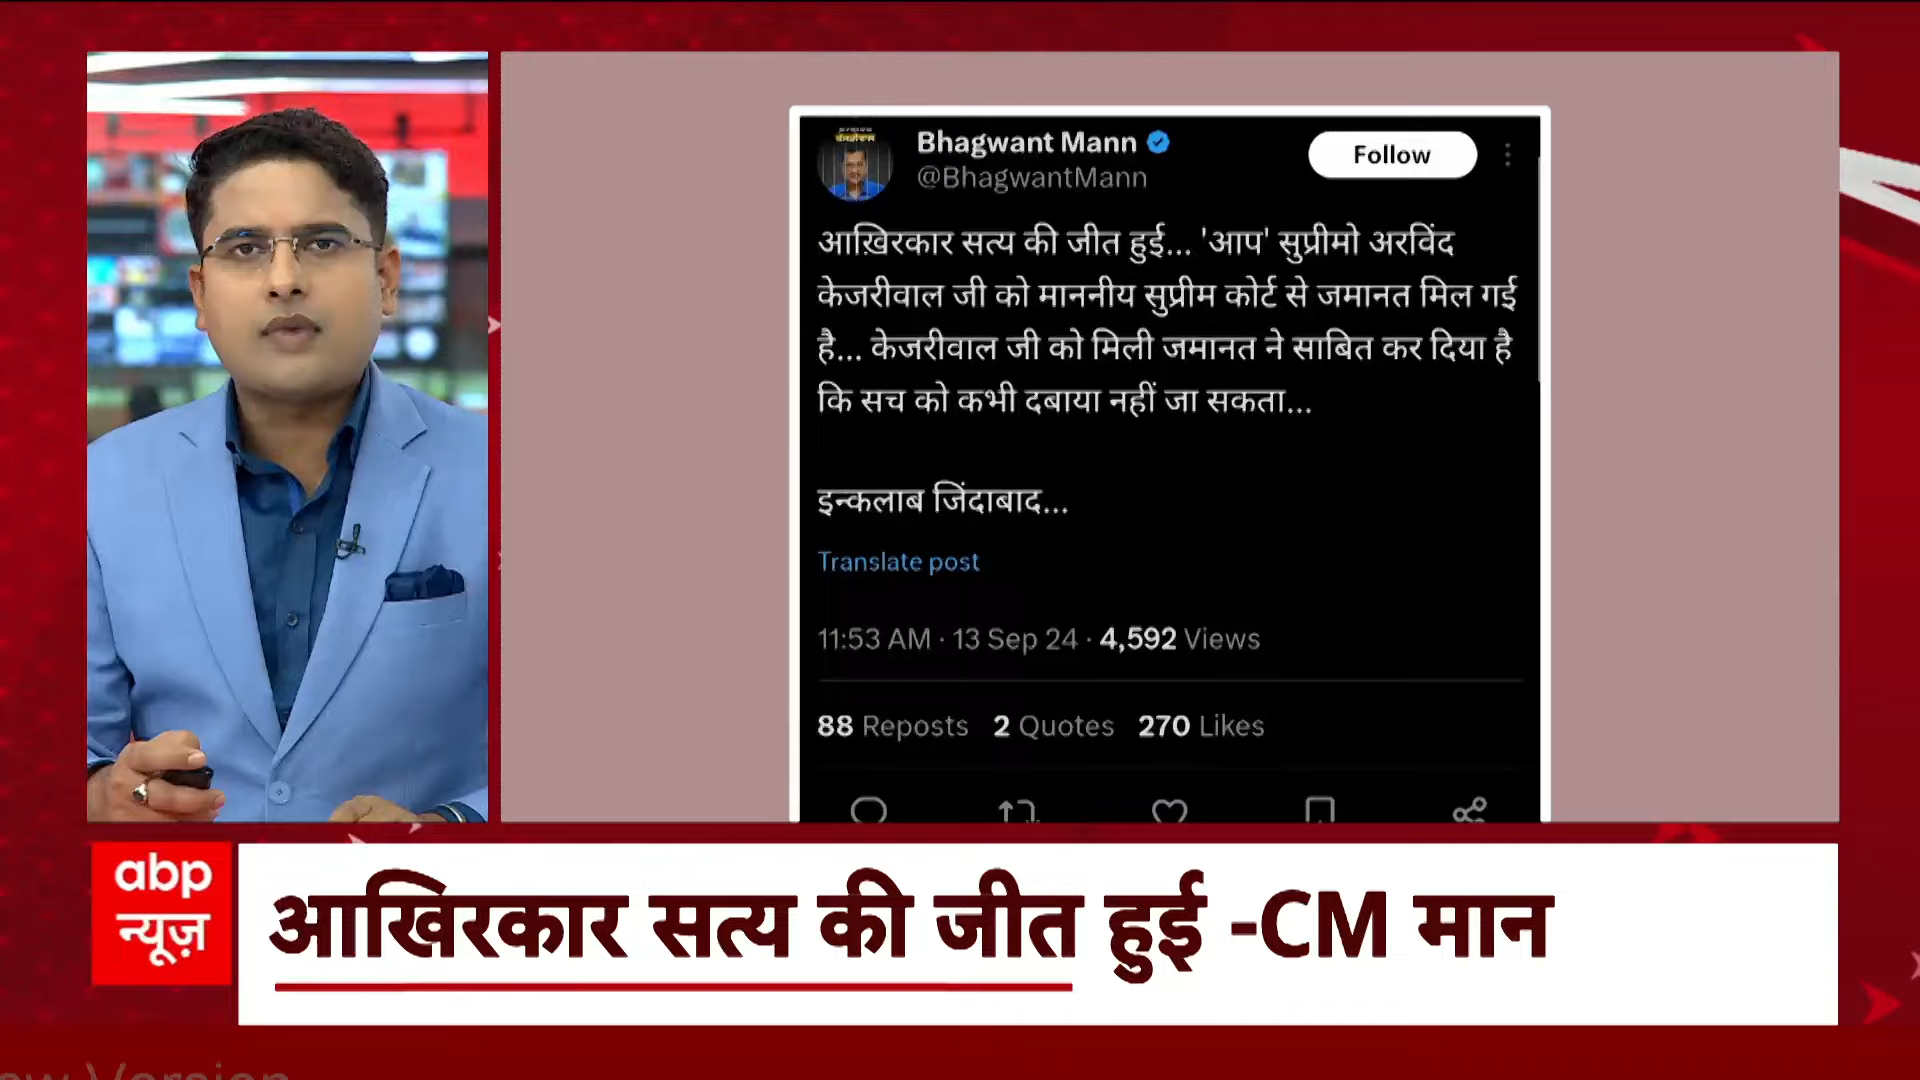 Bhagwant Mann
@BhagwantMann
Follow
आख़िरकार सत्य की जीत हुई... 'आप' सुप्रीमो अरविंद
केजरीवाल जी को माननीय सुप्रीम कोर्ट से जमानत मिल गई
है... केजरीवाल जी को मिली जमानत ने साबित कर दिया है
कि सच को कभी दबाया नहीं जा सकता...
इन्कलाब जिंदाबाद...
Translate post
11:53 AM · 13 Sep 24 · 4,592 Views
88 Reposts 2 Quotes 270 Likes
abp
न्यूज़
आखिरकार सत्य की जीत हुई -CM मान